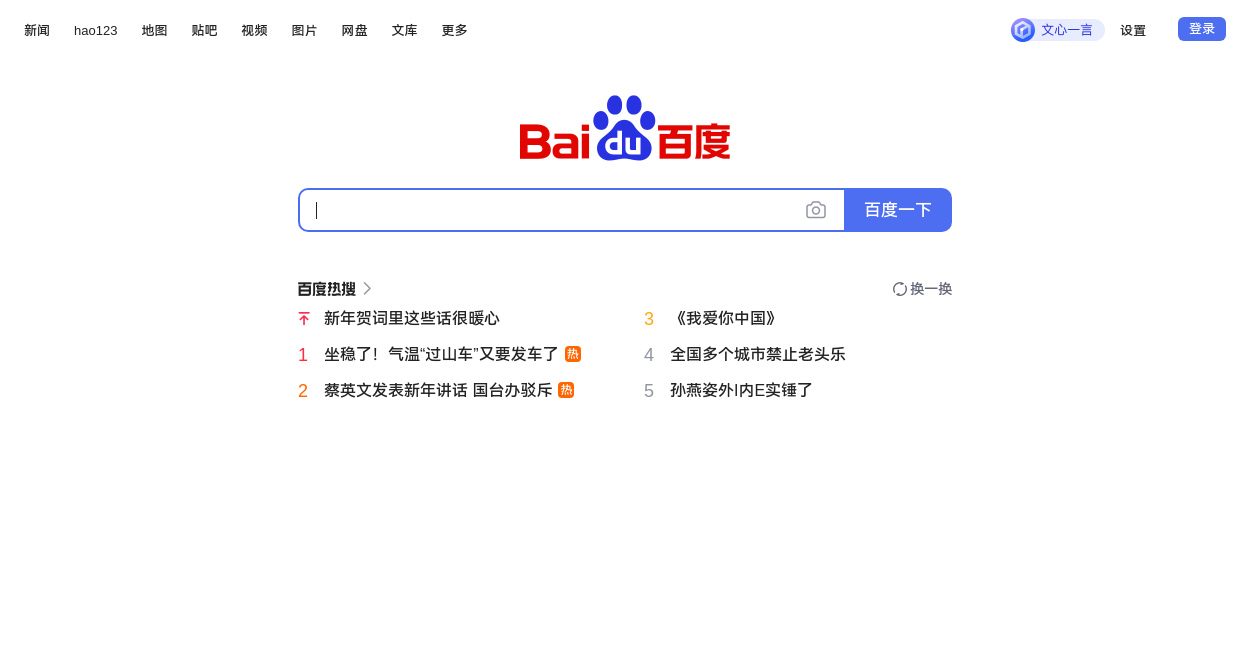 新闻 hao123 地图 贴吧 视频 图片 网盘 文库 更多 文心一言 设置 登录
Bai du 百度
百度一下
百度热搜 换一换
新年贺词里这些话很暖心
1 坐稳了！气温“过山车”又要发车了 热
2 蔡英文发表新年讲话 国台办驳斥 热
3 《我爱你中国》
4 全国多个城市禁止老头乐
5 孙燕姿外I内E实锤了